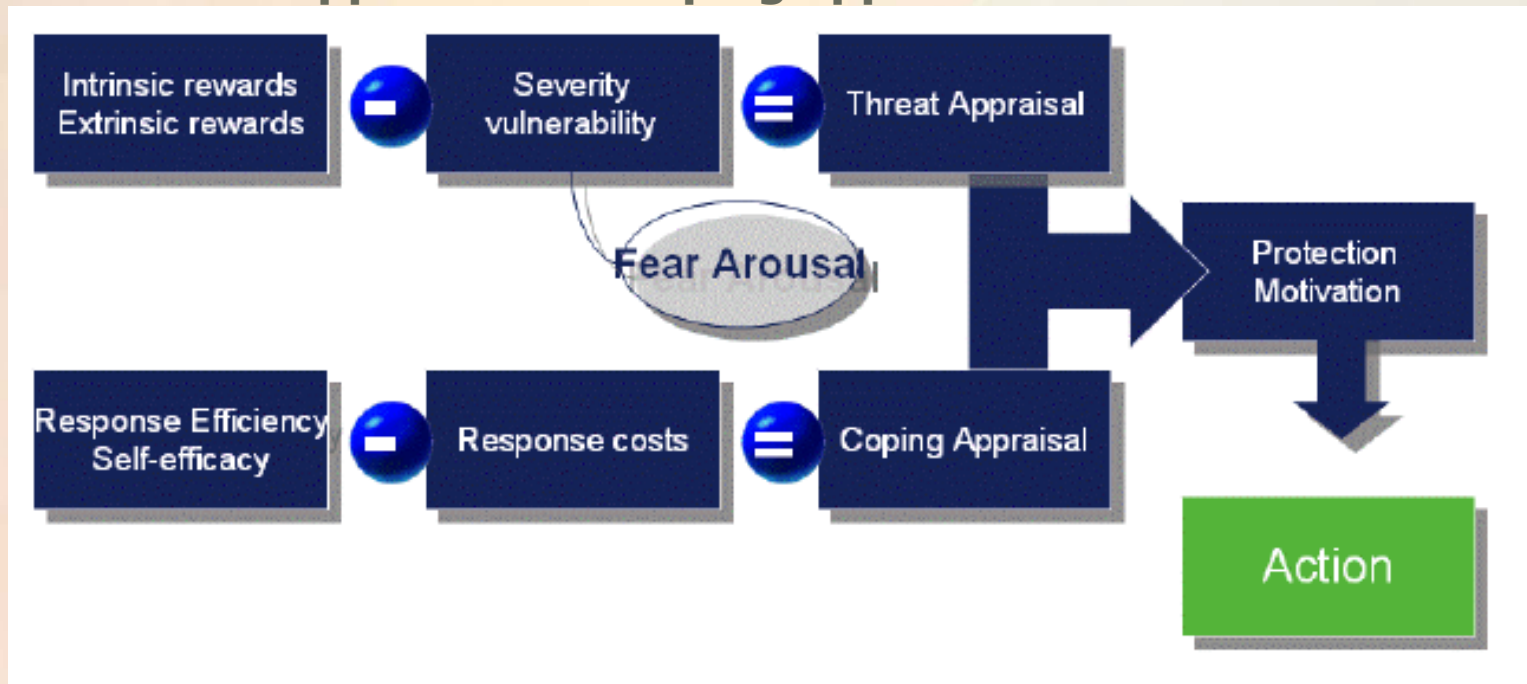 Intrinsic rewards
Extrinsic rewards
-
Severity
vulnerability
=
Threat Appraisal
Fear Arousal
Protection
Motivation
Response Efficiency
Self-efficacy
-
Response costs
=
Coping Appraisal
Action